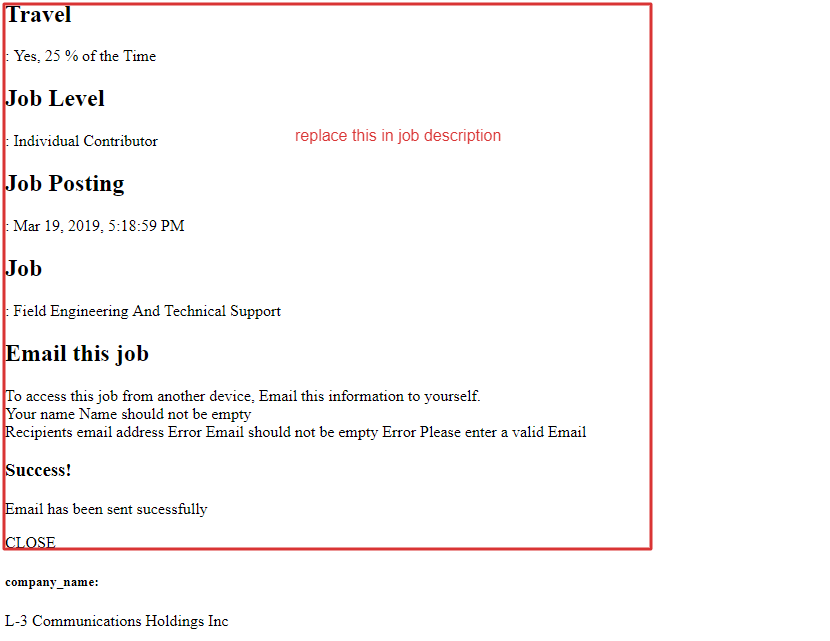 Travel
: Yes, 25 % of the Time
Job Level
replace this in job description
: Individual Contributor
Job Posting
: Mar 19, 2019, 5:18:59 PM
Job
: Field Engineering And Technical Support
Email this job
To access this job from another device, Email this information to yourself.
Your name Name should not be empty
Recipients email address Error Email should not be empty Error Please enter a valid Email
Success!
Email has been sent sucessfully
CLOSE
company_name:
L-3 Communications Holdings Inc